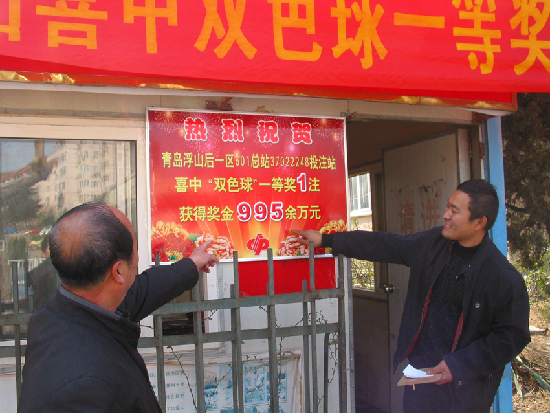 喜中双色球一等奖
热烈祝贺
青岛浮山后一区801总站37022248投注站
喜中“双色球”一等奖1注
获得奖金995余万元